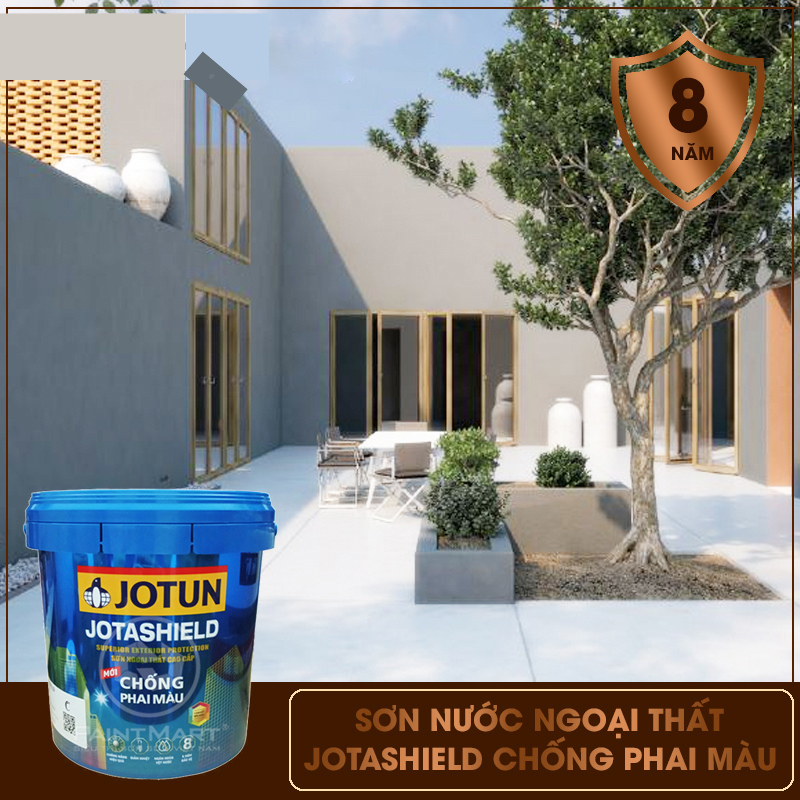 8
NĂM
JOTUN
JOTASHIELD
SUPERIOR EXTERIOR PROTECTION
SƠN NGOẠI THẤT CAO CẤP
MỚI
CHỐNG
PHAI MÀU
PAINTMART®
8
SƠN NƯỚC NGOẠI THẤT
JOTASHIELD CHỐNG PHAI MÀU